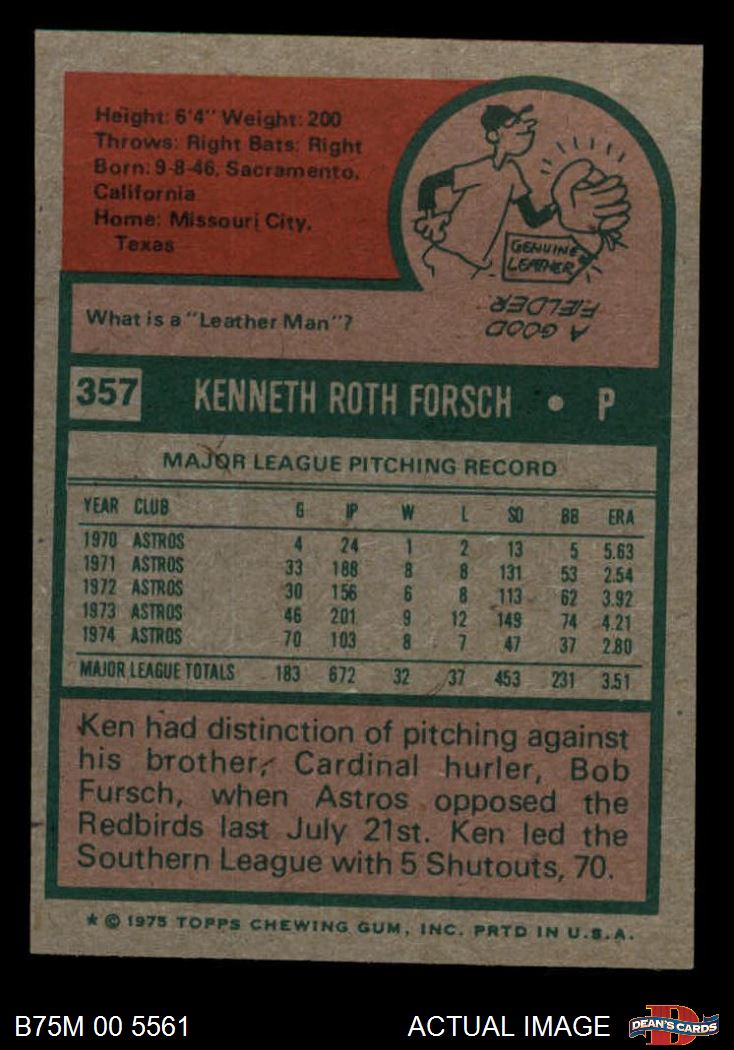 Height: 6'4" Weight: 200
Throws: Right Bats: Right
Born: 9-8-46, Sacramento,
California
Home: Missouri City,
Texas
GENUINE
LEATHER
What is a "Leather Man"?
A GOOD
FIELDER
357 KENNETH ROTH FORSCH • P
MAJOR LEAGUE PITCHING RECORD
YEAR CLUB G IP W L SO BB ERA
1970 ASTROS 4 24 1 2 13 5 5.63
1971 ASTROS 33 188 8 8 131 53 2.54
1972 ASTROS 30 156 6 8 113 62 3.92
1973 ASTROS 46 201 9 12 149 74 4.21
1974 ASTROS 70 103 8 7 47 37 2.80
MAJOR LEAGUE TOTALS 183 672 32 37 453 231 3.51
Ken had distinction of pitching against
his brother, Cardinal hurler, Bob
Fursch, when Astros opposed the
Redbirds last July 21st. Ken led the
Southern League with 5 Shutouts, 70.
* © 1975 TOPPS CHEWING GUM, INC. PRTD IN U.S.A.
B75M 00 5561 ACTUAL IMAGE DEAN'S CARDS